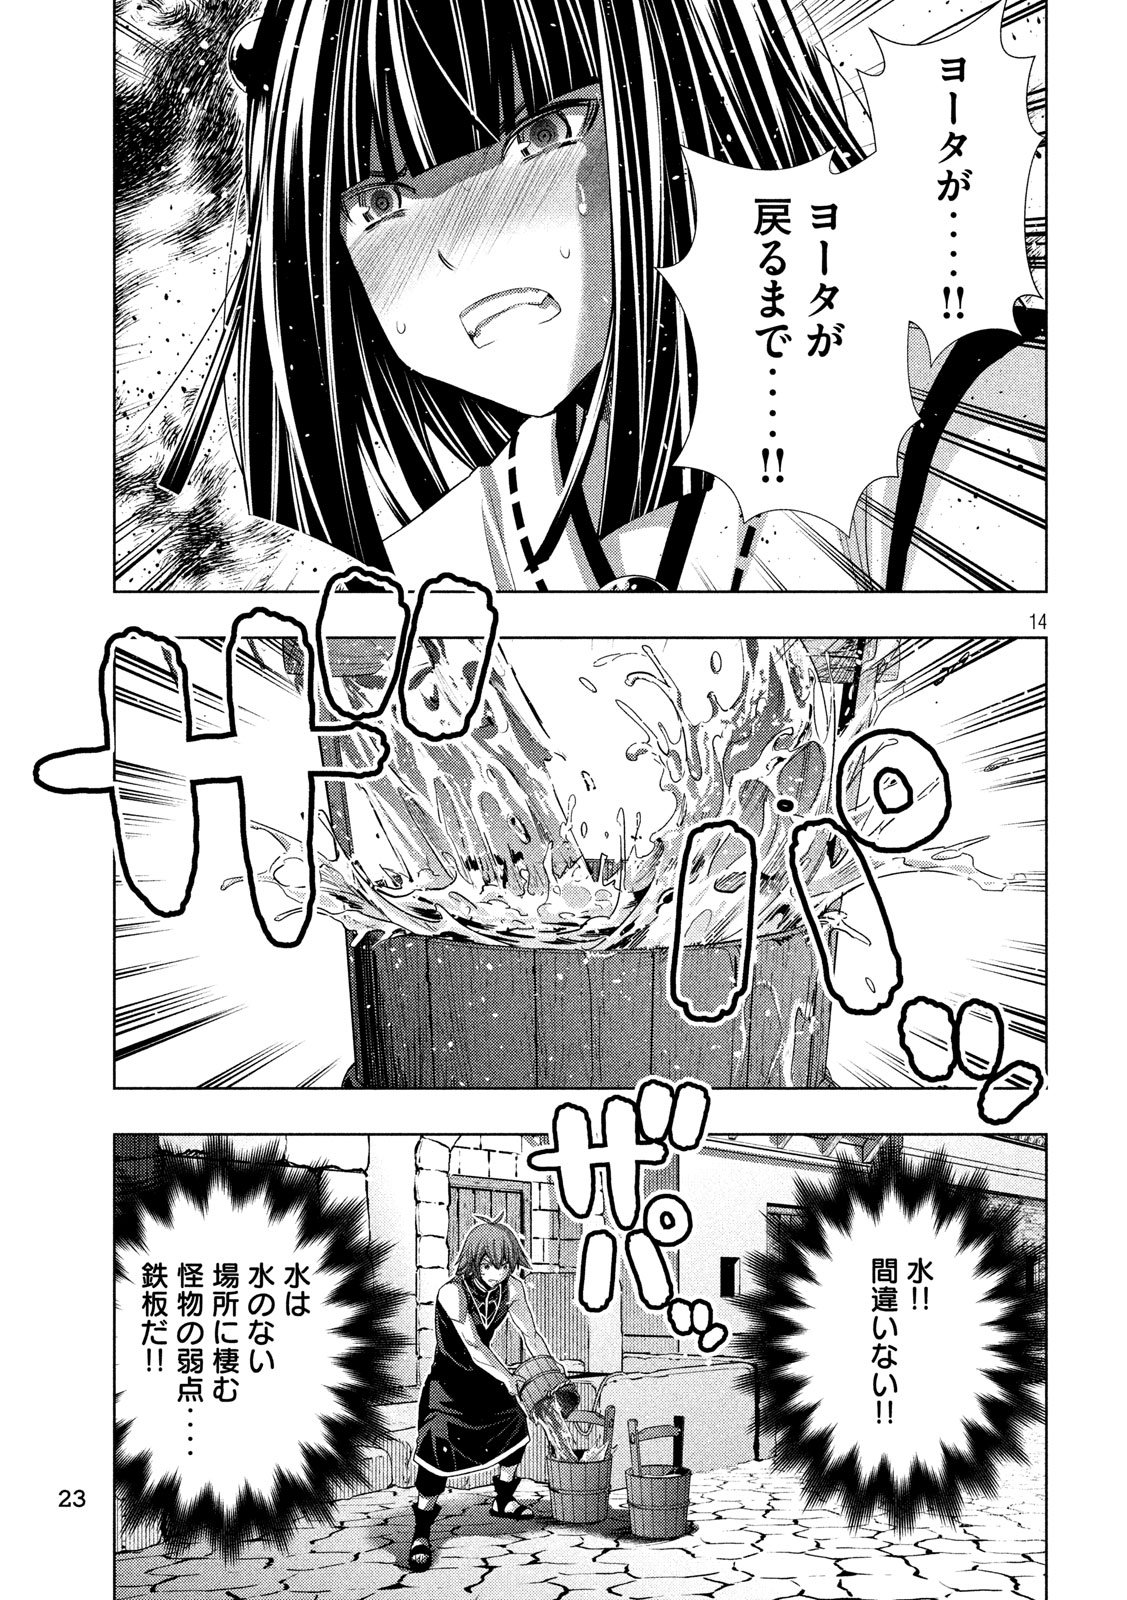 ヨータが‥‥!!
ヨータが
戻るまで‥‥!!
14
ザバッ
ザバッ
水!!
間違いない!!
水は
水のない
場所に棲む
怪物の弱点‥‥
鉄板だ!!
23